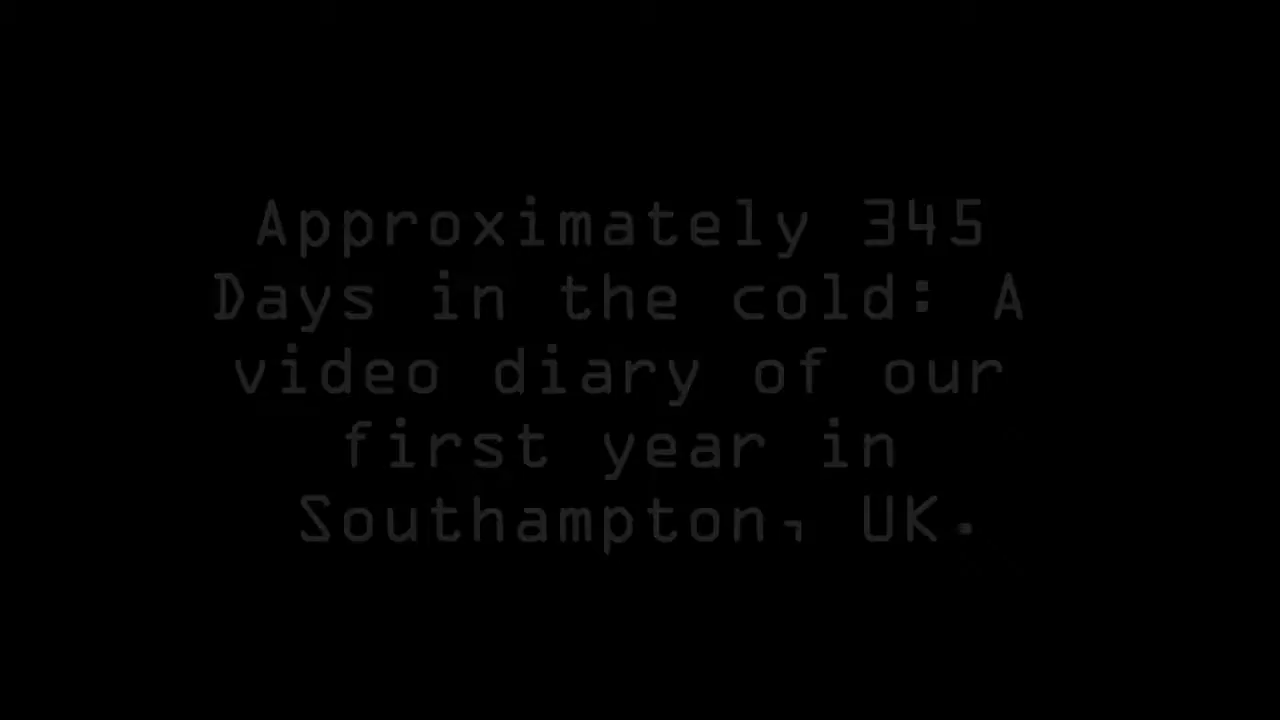 Approximately 345
Days in the cold: A
video diary of our
first year in
Southampton, UK.